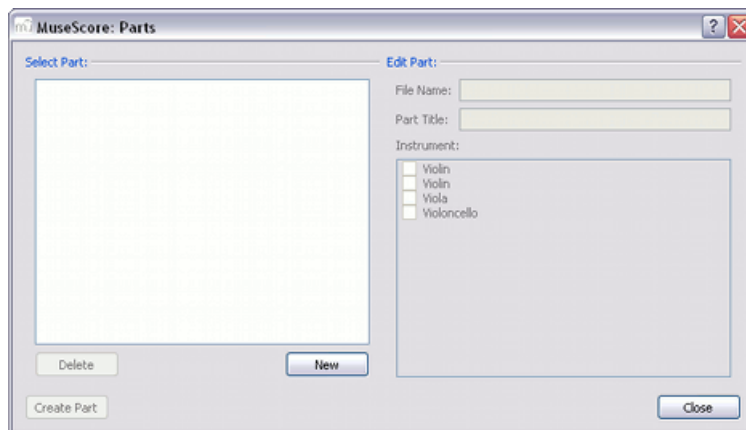 MuseScore: Parts
Select Part:
Delete
New
Create Part
Edit Part:
File Name:
Part Title:
Instrument:
Violin
Violin
Viola
Violoncello
Close